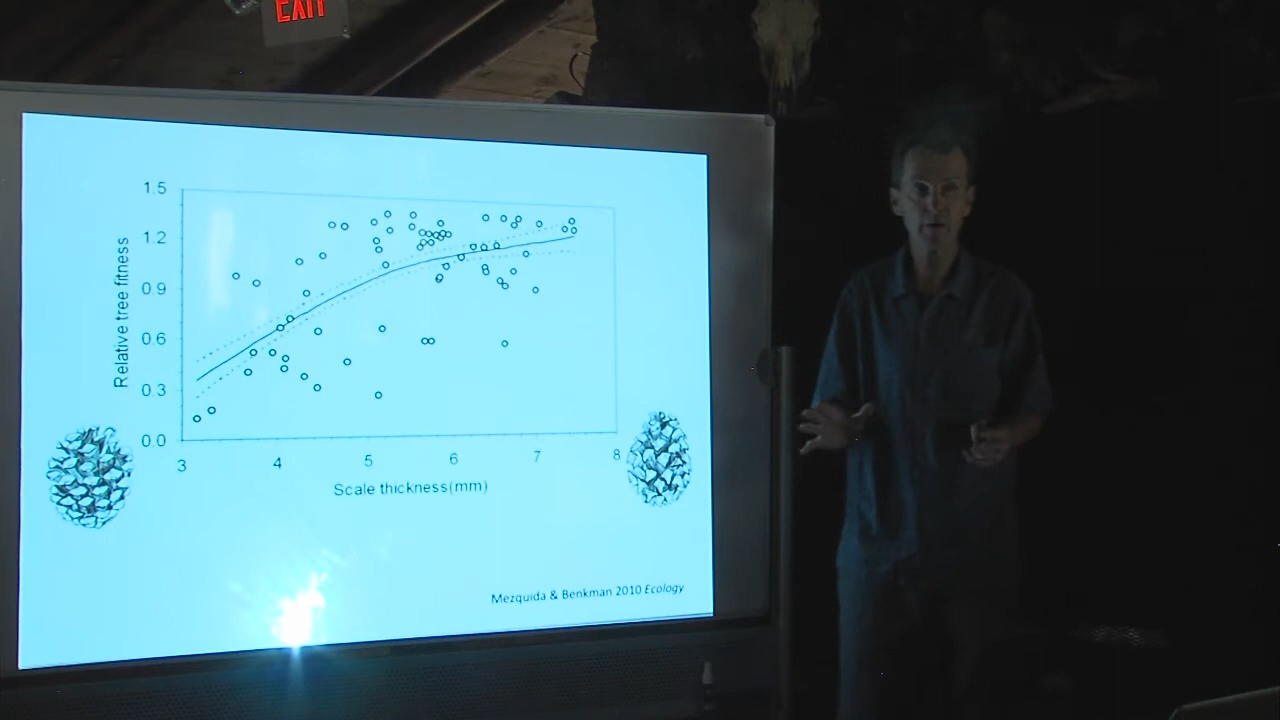 EXIT
1.5
1.2
0.9
0.6
0.3
0.0
Relative tree fitness
3 4 5 6 7 8
Scale thickness(mm)
Mezquida & Benkman 2010 Ecology